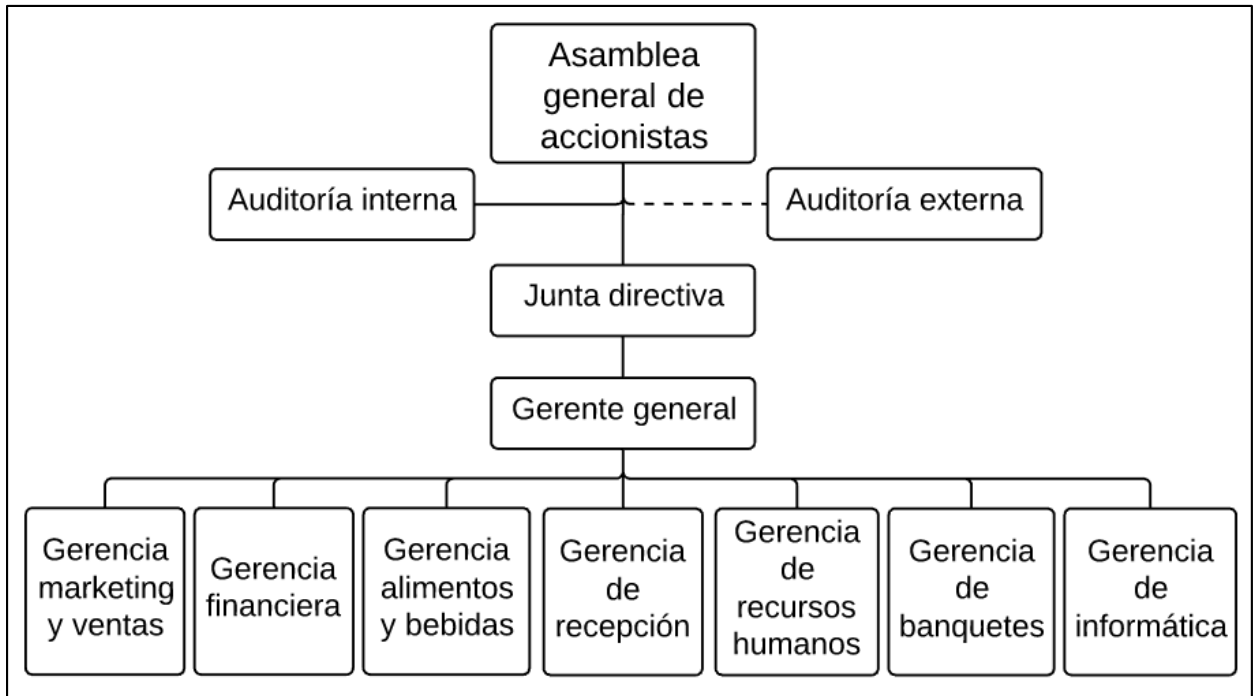 Asamblea
general de
accionistas
Auditoría interna
Auditoría externa
Junta directiva
Gerente general
Gerencia
marketing
y ventas
Gerencia
financiera
Gerencia
alimentos
y bebidas
Gerencia
de
recepción
Gerencia
de
recursos
humanos
Gerencia
de
banquetes
Gerencia
de
informática